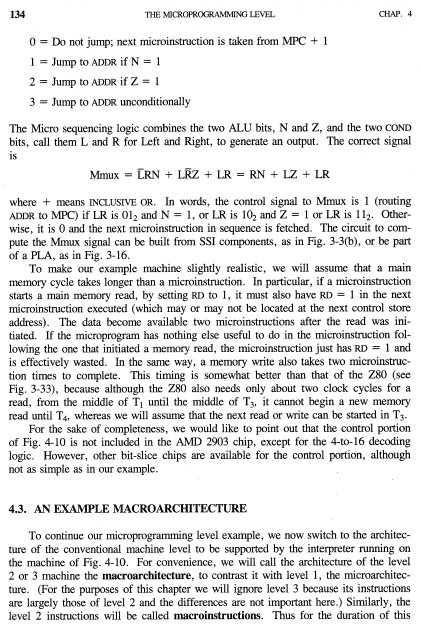 134 THE MICROPROGRAMMING LEVEL CHAP. 4
0 = Do not jump; next microinstruction is taken from MPC + 1
1 = Jump to ADDR if N = 1
2 = Jump to ADDR if Z = 1
3 = Jump to ADDR unconditionally
The Micro sequencing logic combines the two ALU bits, N and Z, and the two COND
bits, call them L and R for Left and Right, to generate an output. The correct signal
is
Mmux = L̅RN + LR̅Z + LR = RN + LZ + LR
where + means INCLUSIVE OR. In words, the control signal to Mmux is 1 (routing
ADDR to MPC) if LR is 01₂ and N = 1, or LR is 10₂ and Z = 1 or LR is 11₂. Other-
wise, it is 0 and the next microinstruction in sequence is fetched. The circuit to com-
pute the Mmux signal can be built from SSI components, as in Fig. 3-3(b), or be part
of a PLA, as in Fig. 3-16.
To make our example machine slightly realistic, we will assume that a main
memory cycle takes longer than a microinstruction. In particular, if a microinstruction
starts a main memory read, by setting RD to 1, it must also have RD = 1 in the next
microinstruction executed (which may or may not be located at the next control store
address). The data become available two microinstructions after the read was ini-
tiated. If the microprogram has nothing else useful to do in the microinstruction fol-
lowing the one that initiated a memory read, the microinstruction just has RD = 1 and
is effectively wasted. In the same way, a memory write also takes two microinstruc-
tion times to complete. This timing is somewhat better than that of the Z80 (see
Fig. 3-33), because although the Z80 also needs only about two clock cycles for a
read, from the middle of T₁ until the middle of T₃, it cannot begin a new memory
read until T₄, whereas we will assume that the next read or write can be started in T₃.
For the sake of completeness, we would like to point out that the control portion
of Fig. 4-10 is not included in the AMD 2903 chip, except for the 4-to-16 decoding
logic. However, other bit-slice chips are available for the control portion, although
not as simple as in our example.
4.3. AN EXAMPLE MACROARCHITECTURE
To continue our microprogramming level example, we now switch to the architec-
ture of the conventional machine level to be supported by the interpreter running on
the machine of Fig. 4-10. For convenience, we will call the architecture of the level
2 or 3 machine the macroarchitecture, to contrast it with level 1, the microarchitec-
ture. (For the purposes of this chapter we will ignore level 3 because its instructions
are largely those of level 2 and the differences are not important here.) Similarly, the
level 2 instructions will be called macroinstructions. Thus for the duration of this